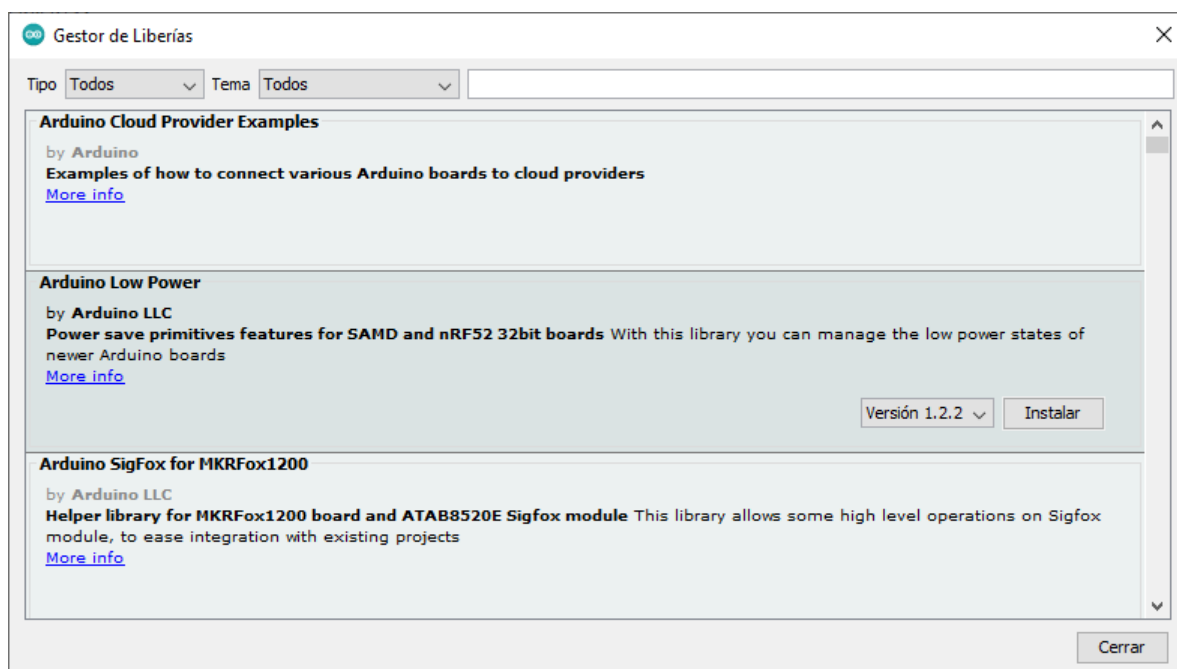 Gestor de Liberías
Tipo Todos Tema Todos
Arduino Cloud Provider Examples
by Arduino
Examples of how to connect various Arduino boards to cloud providers
More info
Arduino Low Power
by Arduino LLC
Power save primitives features for SAMD and nRF52 32bit boards With this library you can manage the low power states of
newer Arduino boards
More info
Versión 1.2.2 Instalar
Arduino SigFox for MKRFox1200
by Arduino LLC
Helper library for MKRFox1200 board and ATAB8520E Sigfox module This library allows some high level operations on Sigfox
module, to ease integration with existing projects
More info
Cerrar